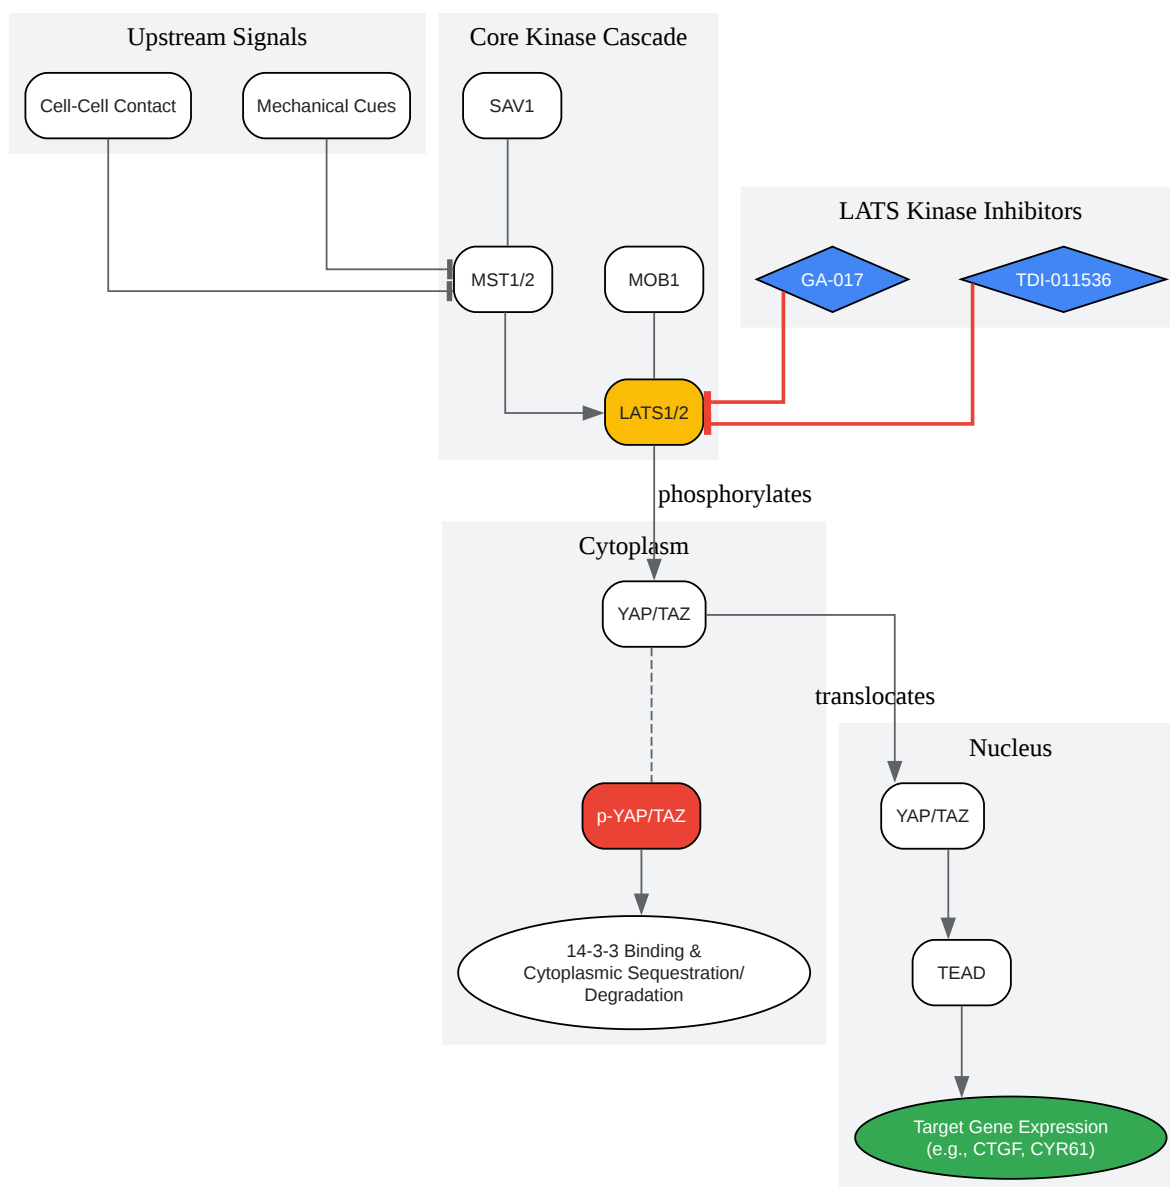 Upstream Signals
Core Kinase Cascade
Cell-Cell Contact
Mechanical Cues
SAV1
LATS Kinase Inhibitors
MST1/2
MOB1
GA-017
TDI-011536
LATS1/2
phosphorylates
Cytoplasm
YAP/TAZ
translocates
Nucleus
p-YAP/TAZ
YAP/TAZ
14-3-3 Binding &
Cytoplasmic Sequestration/
Degradation
TEAD
Target Gene Expression
(e.g., CTGF, CYR61)